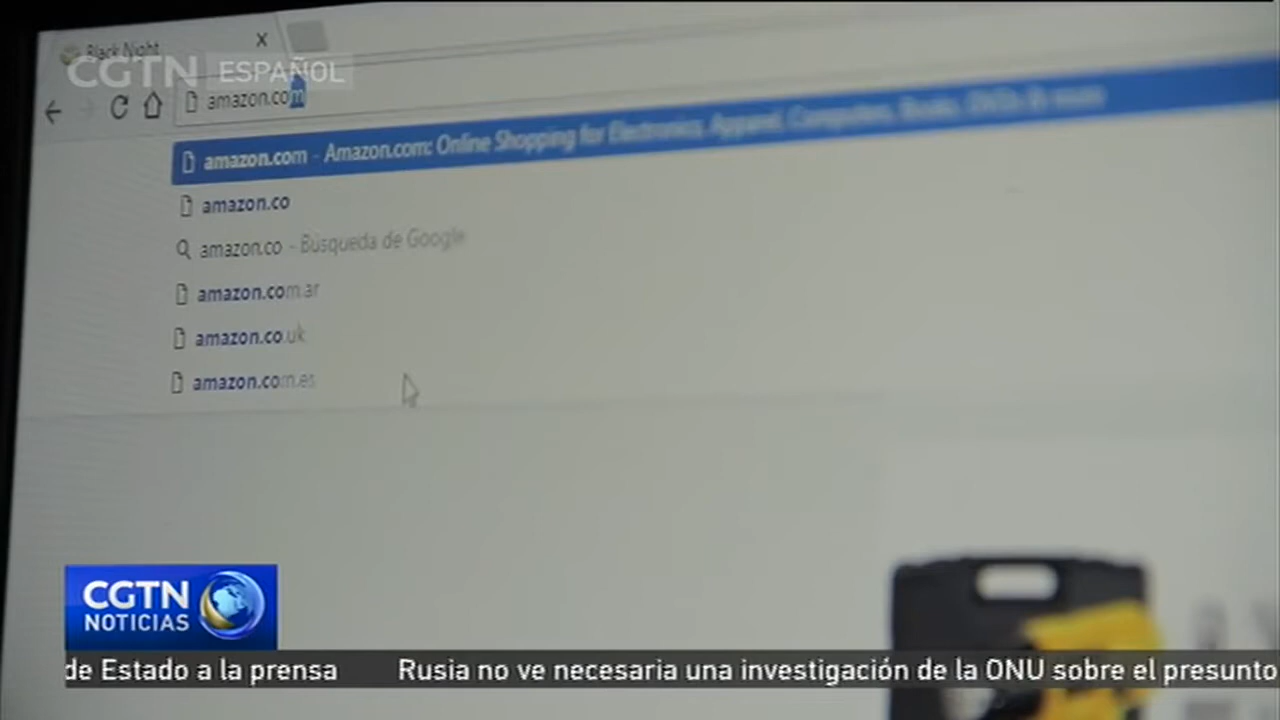 Black Night
CGTN ESPAÑOL
amazon.com
amazon.com - Amazon.com: Online Shopping for Electronics, Apparel, Computers, Books, DVDs & more
amazon.co
amazon.co - Búsqueda de Google
amazon.com.ar
amazon.co.uk
amazon.com.es
CGTN
NOTICIAS
de Estado a la prensa Rusia no ve necesaria una investigación de la ONU sobre el presunto